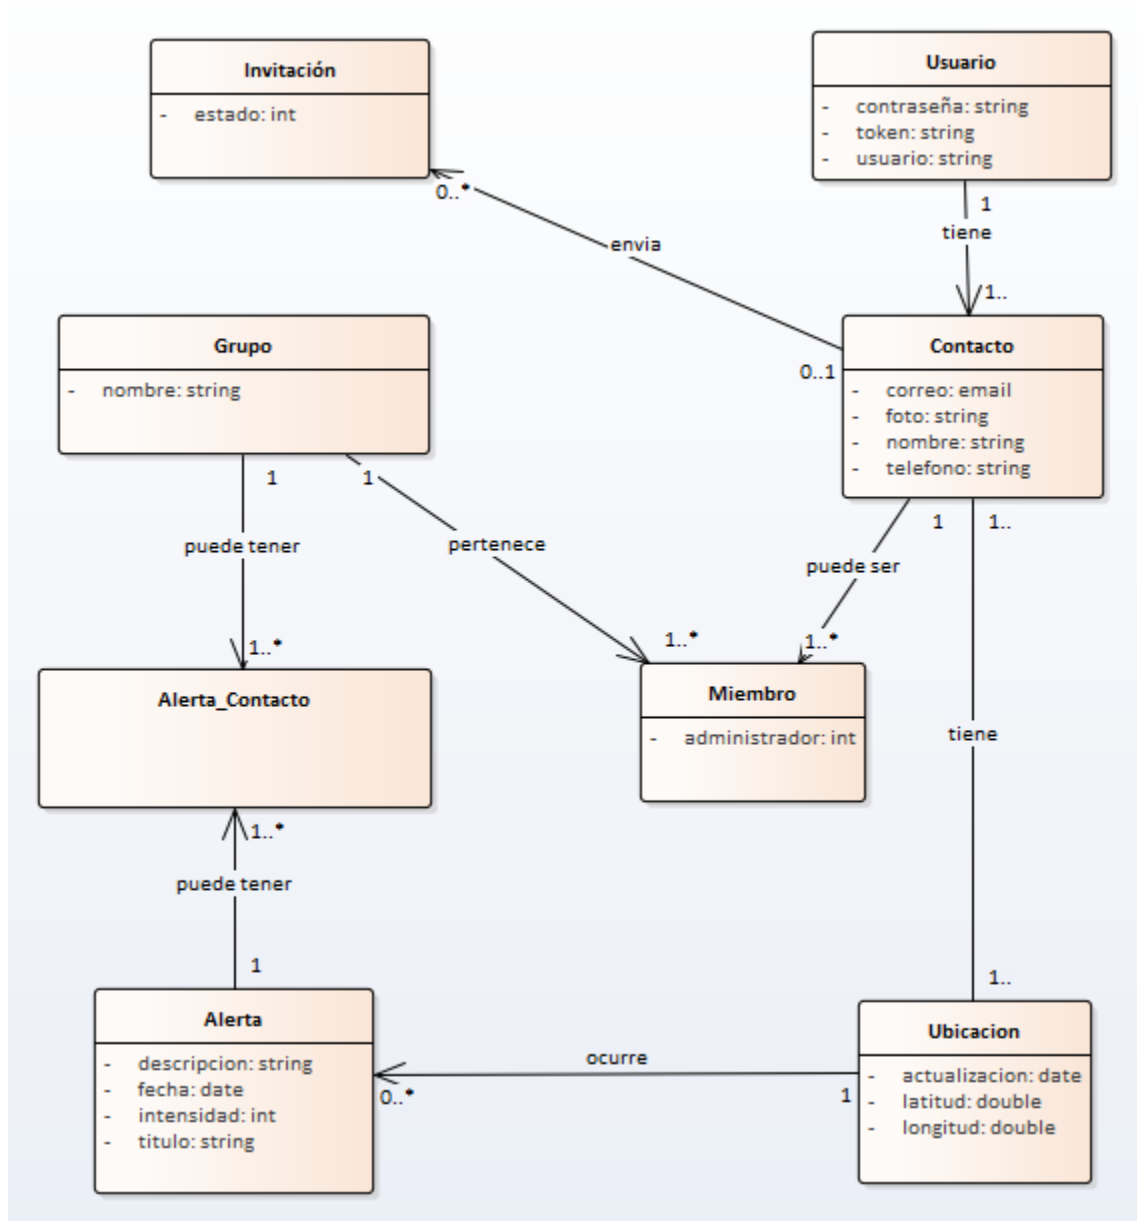 Invitación
- estado: int
Usuario
- contraseña: string
- token: string
- usuario: string
0..*
envia
1
tiene
1..
Grupo
- nombre: string
Contacto
- correo: email
- foto: string
- nombre: string
- telefono: string
0..1
1
1
puede tener
pertenece
1
1..
puede ser
1..*
1..*
1..*
Alerta_Contacto
Miembro
- administrador: int
tiene
1..*
puede tener
1
1..
Alerta
- descripcion: string
- fecha: date
- intensidad: int
- titulo: string
ocurre
0..*
1
Ubicacion
- actualizacion: date
- latitud: double
- longitud: double